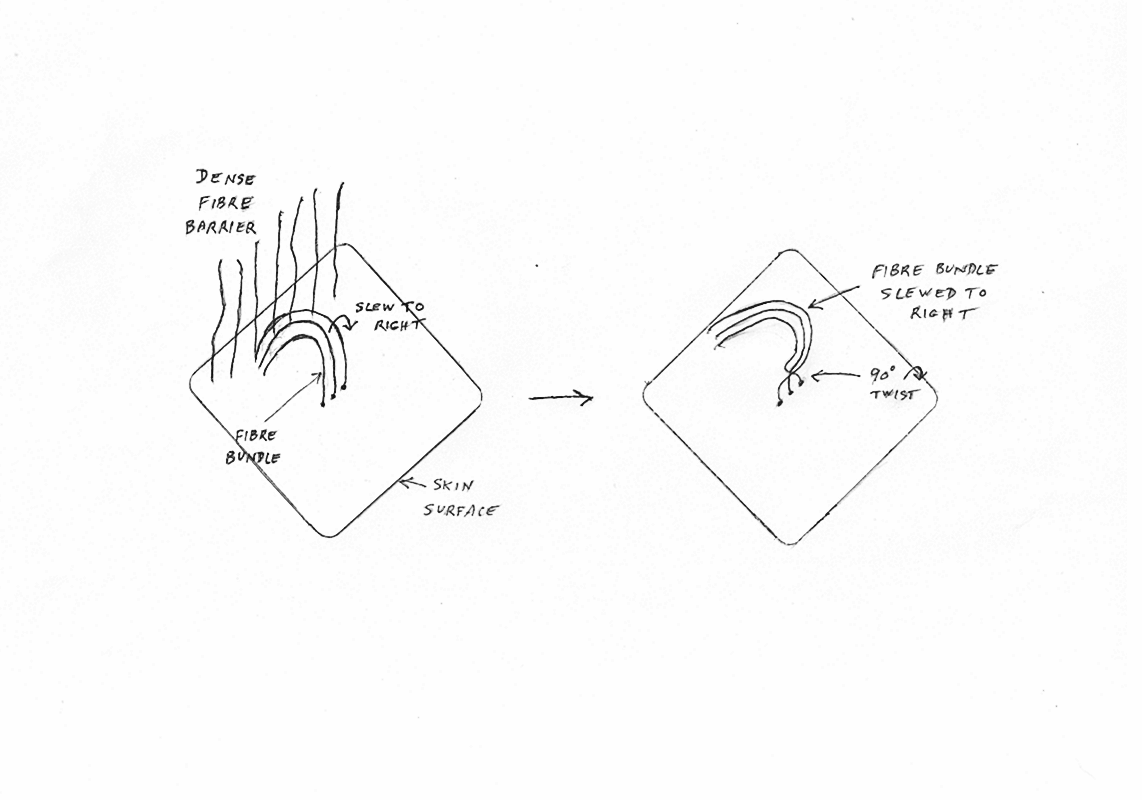 DENSE
FIBRE
BARRIER
SLEW TO
RIGHT
FIBRE
BUNDLE
SKIN
SURFACE
FIBRE BUNDLE
SLEWED TO
RIGHT
90°
TWIST